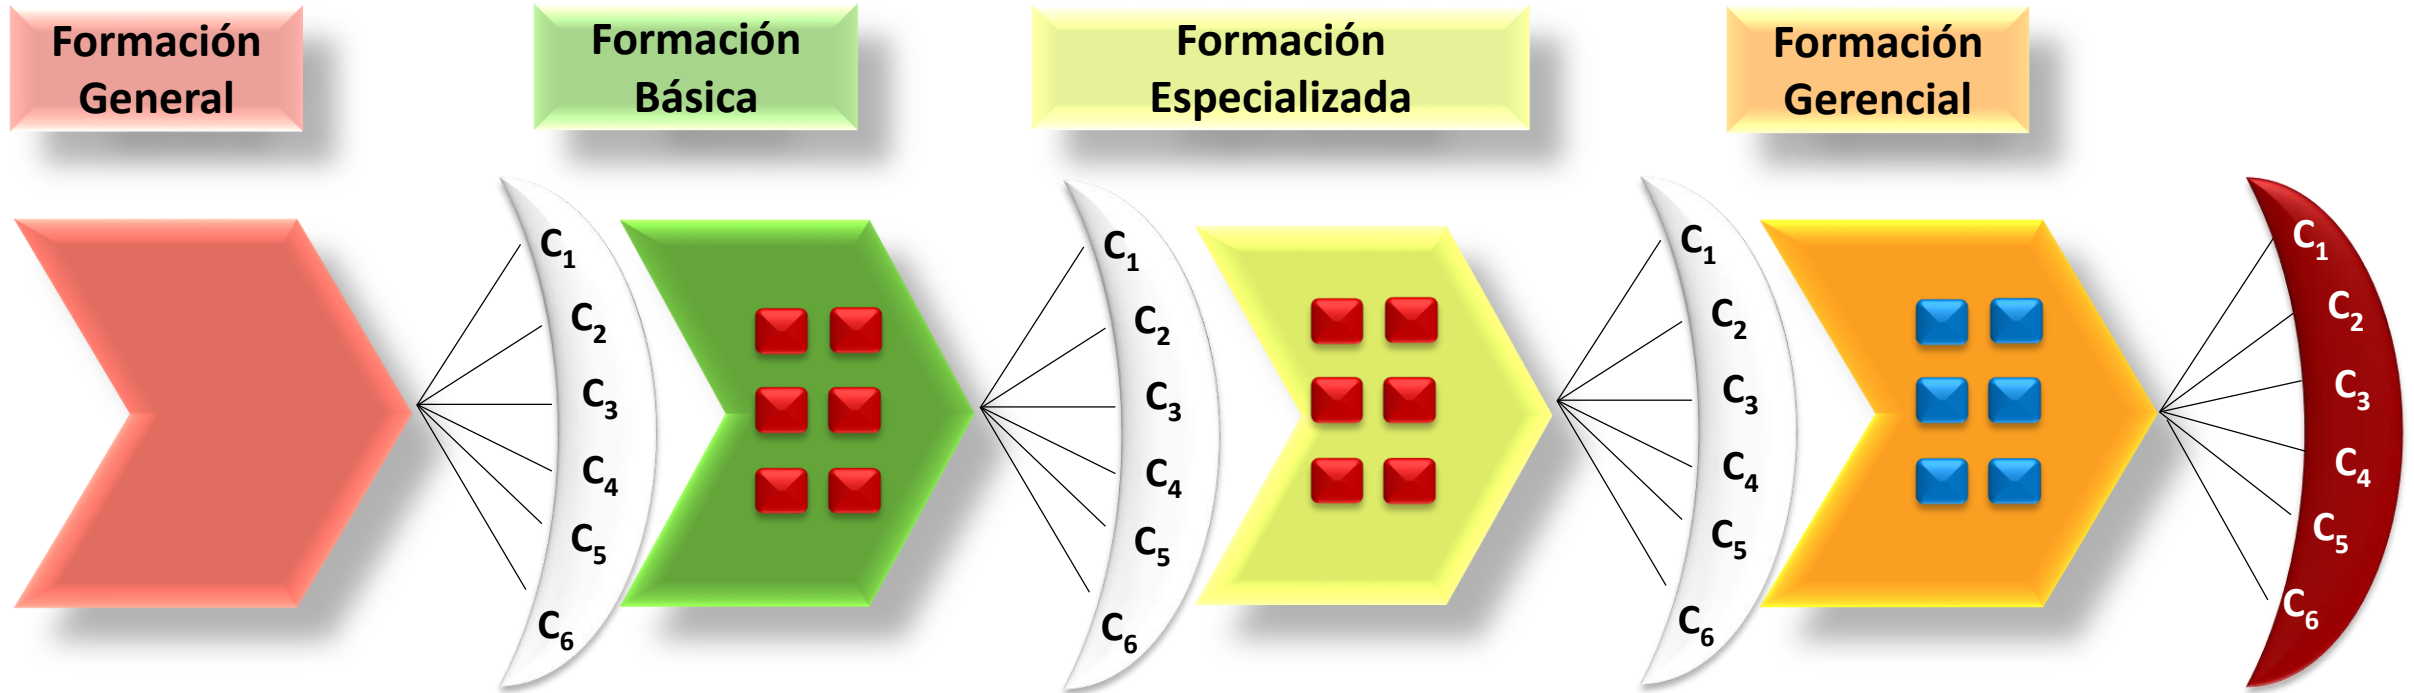 Formación
General
Formación
Básica
Formación
Especializada
Formación
Gerencial
C1
C2
C3
C4
C5
C6
C1
C2
C3
C4
C5
C6
C1
C2
C3
C4
C5
C6
C1
C2
C3
C4
C5
C6